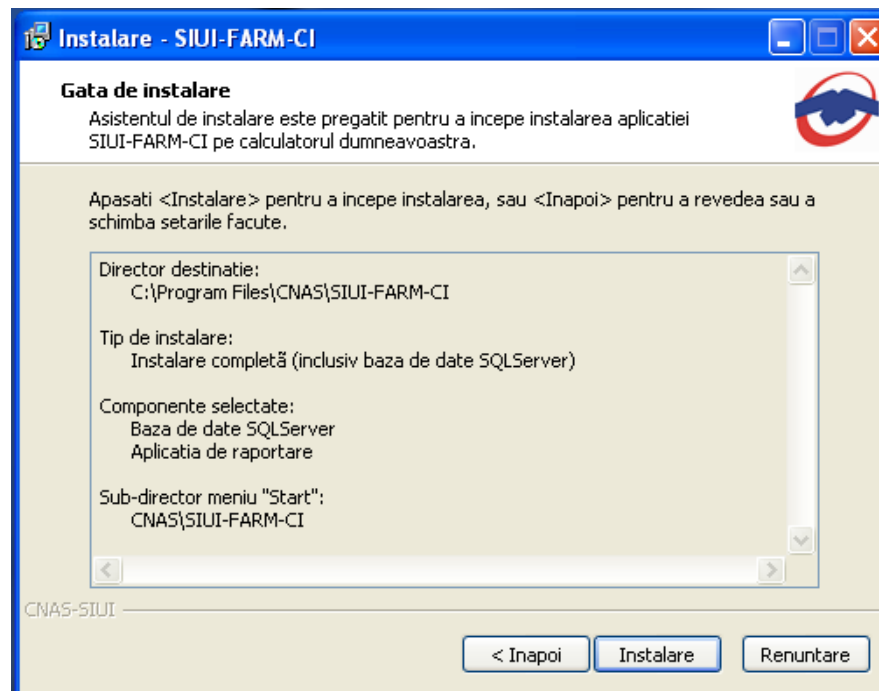 Instalare - SIUI-FARM-CI
Gata de instalare
Asistentul de instalare este pregatit pentru a incepe instalarea aplicatiei
SIUI-FARM-CI pe calculatorul dumneavoastra.
Apasati <Instalare> pentru a incepe instalarea, sau <Inapoi> pentru a revedea sau a
schimba setarile facute.
Director destinatie:
C:\Program Files\CNAS\SIUI-FARM-CI
Tip de instalare:
Instalare completã (inclusiv baza de date SQLServer)
Componente selectate:
Baza de date SQLServer
Aplicatia de raportare
Sub-director meniu "Start":
CNAS\SIUI-FARM-CI
CNAS-SIUI
< Inapoi
Instalare
Renuntare